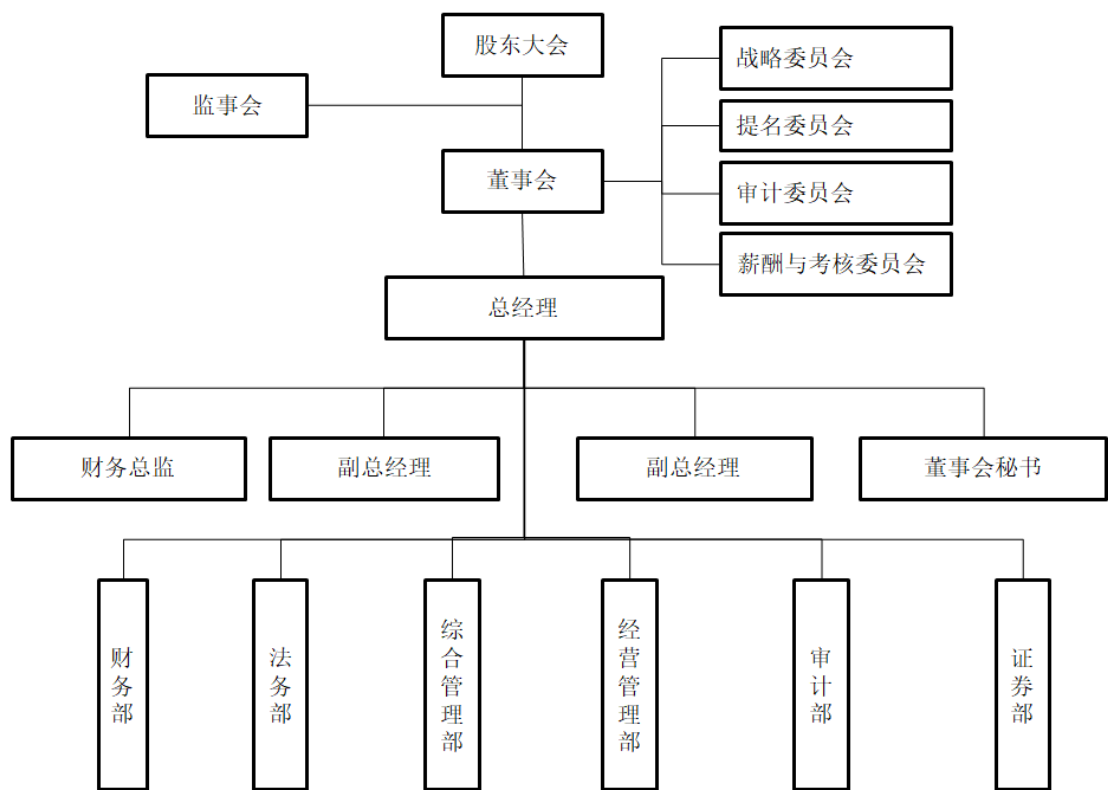 股东大会
监事会
董事会
战略委员会
提名委员会
审计委员会
薪酬与考核委员会
总经理
财务总监
副总经理
副总经理
董事会秘书
财务部
法务部
综合管理部
经营管理部
审计部
证券部